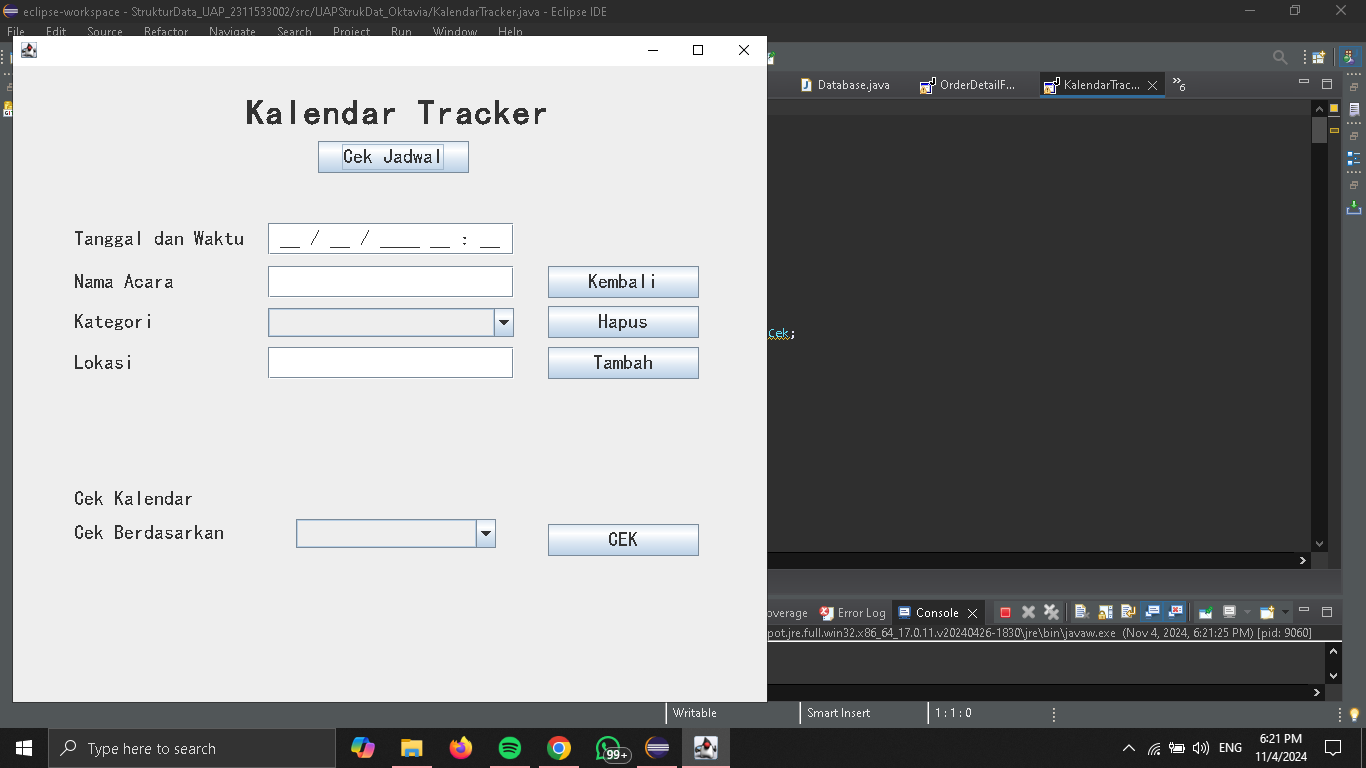 eclipse-workspace - StrukturData_UAP_2311533002/src/UAPStrukDat_Oktavia/KalendarTracker.java - Eclipse IDE
File Edit Source Refactor Navigate Search Project Run Window Help
Database.java OrderDetailF... KalendarTrac... »6
Kalendar Tracker
Cek Jadwal
Tanggal dan Waktu __ / __ / ____ __ : __
Nama Acara Kembali
Kategori Hapus
Cek;
Lokasi Tambah
Cek Kalendar
Cek Berdasarkan CEK
overage Error Log Console
pot.jre.full.win32.x86_64_17.0.11.v20240426-1830\jre\bin\javaw.exe (Nov 4, 2024, 6:21:25 PM) [pid: 9060]
Writable Smart Insert 1 : 1 : 0
Type here to search 99+ ENG 6:21 PM
11/4/2024